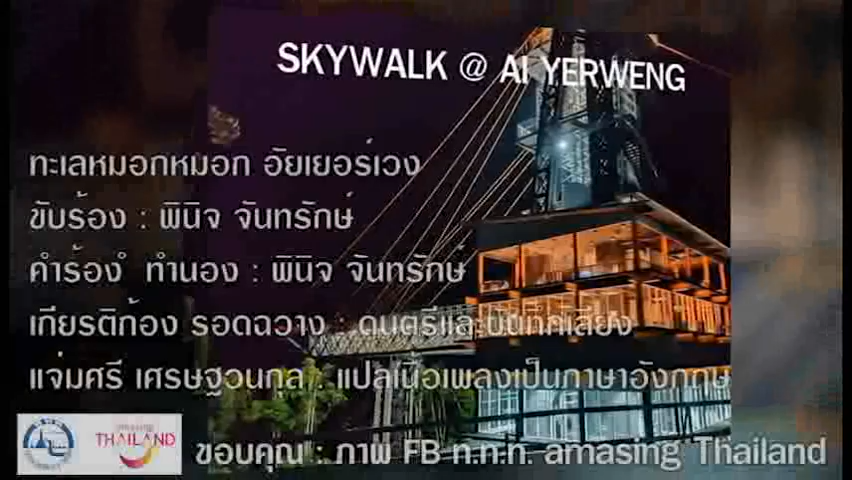 SKYWALK @ AI YERWENG
ทะเลหมอกหมอก อัยเยอร์เวง
ขับร้อง : พินิจ จันทรักษ์
คำร้อง ทำนอง : พินิจ จันทรักษ์
เกียรติก้อง รอดฉวาง : ดนตรีและบันทึกเสียง
แจ่มศรี เศรษฐวนกล : แปลเนื้อเพลงเป็นภาษาอังกฤษ
THAILAND
ขอบคุณ : ภาพ FB ท.ท.ท. amasing Thailand